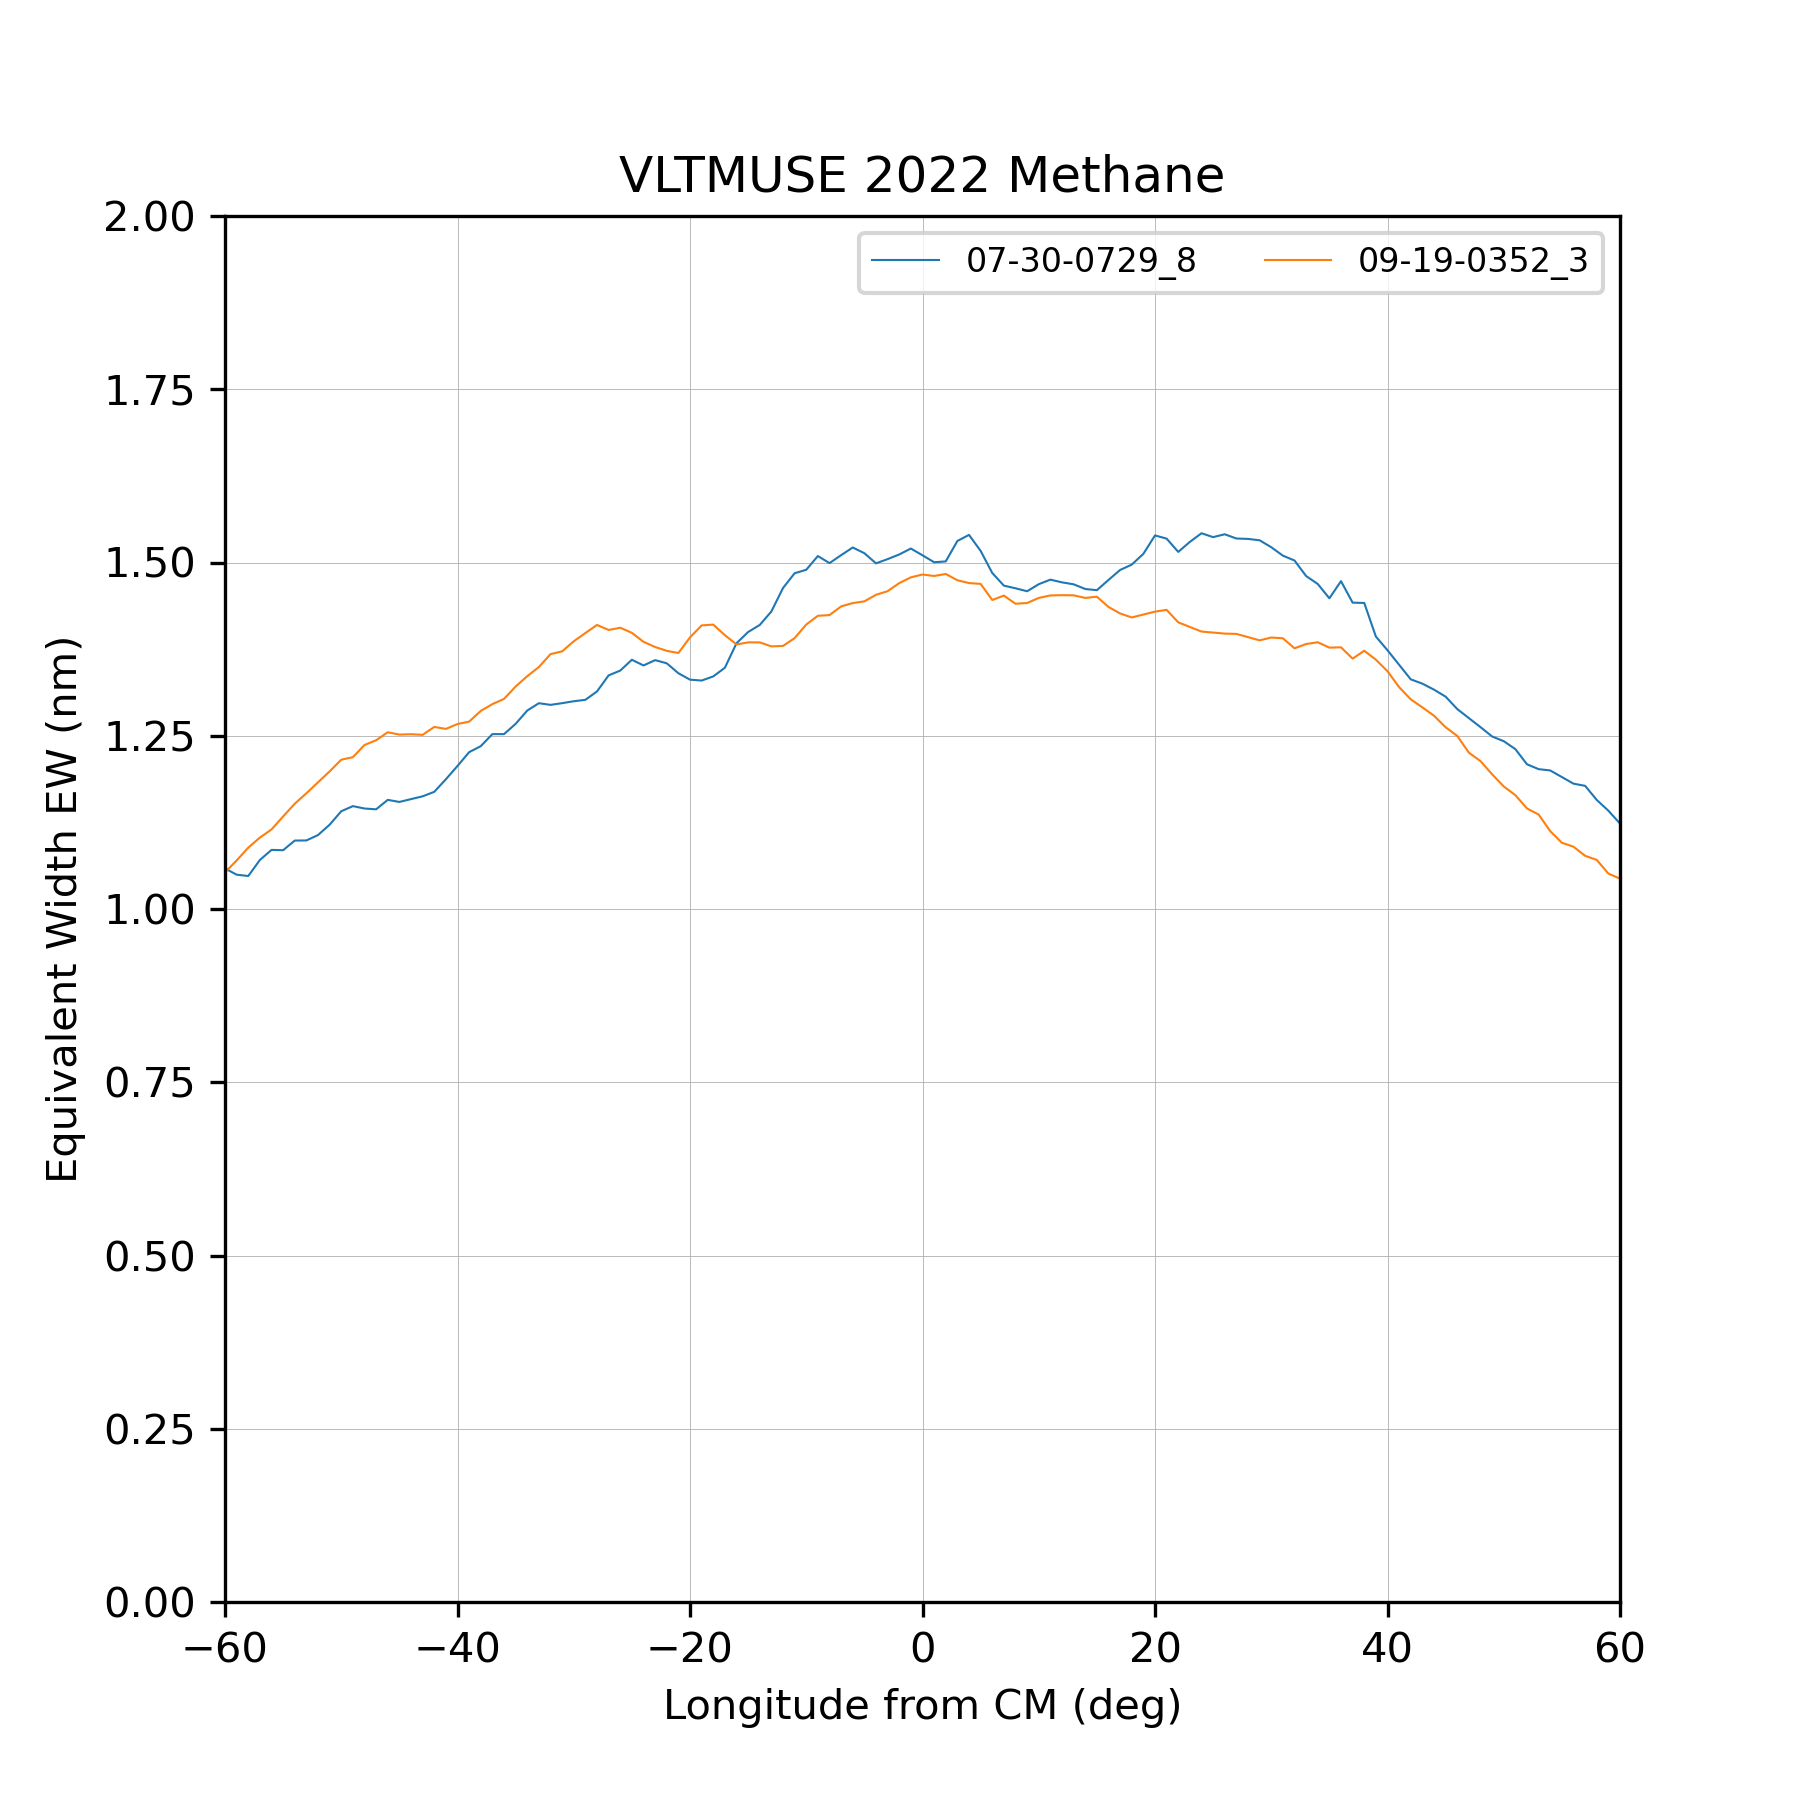 VLTMUSE 2022 Methane
07-30-0729_8 09-19-0352_3
2.00
1.75
1.50
1.25
1.00
0.75
0.50
0.25
0.00
Equivalent Width EW (nm)
−60 −40 −20 0 20 40 60
Longitude from CM (deg)